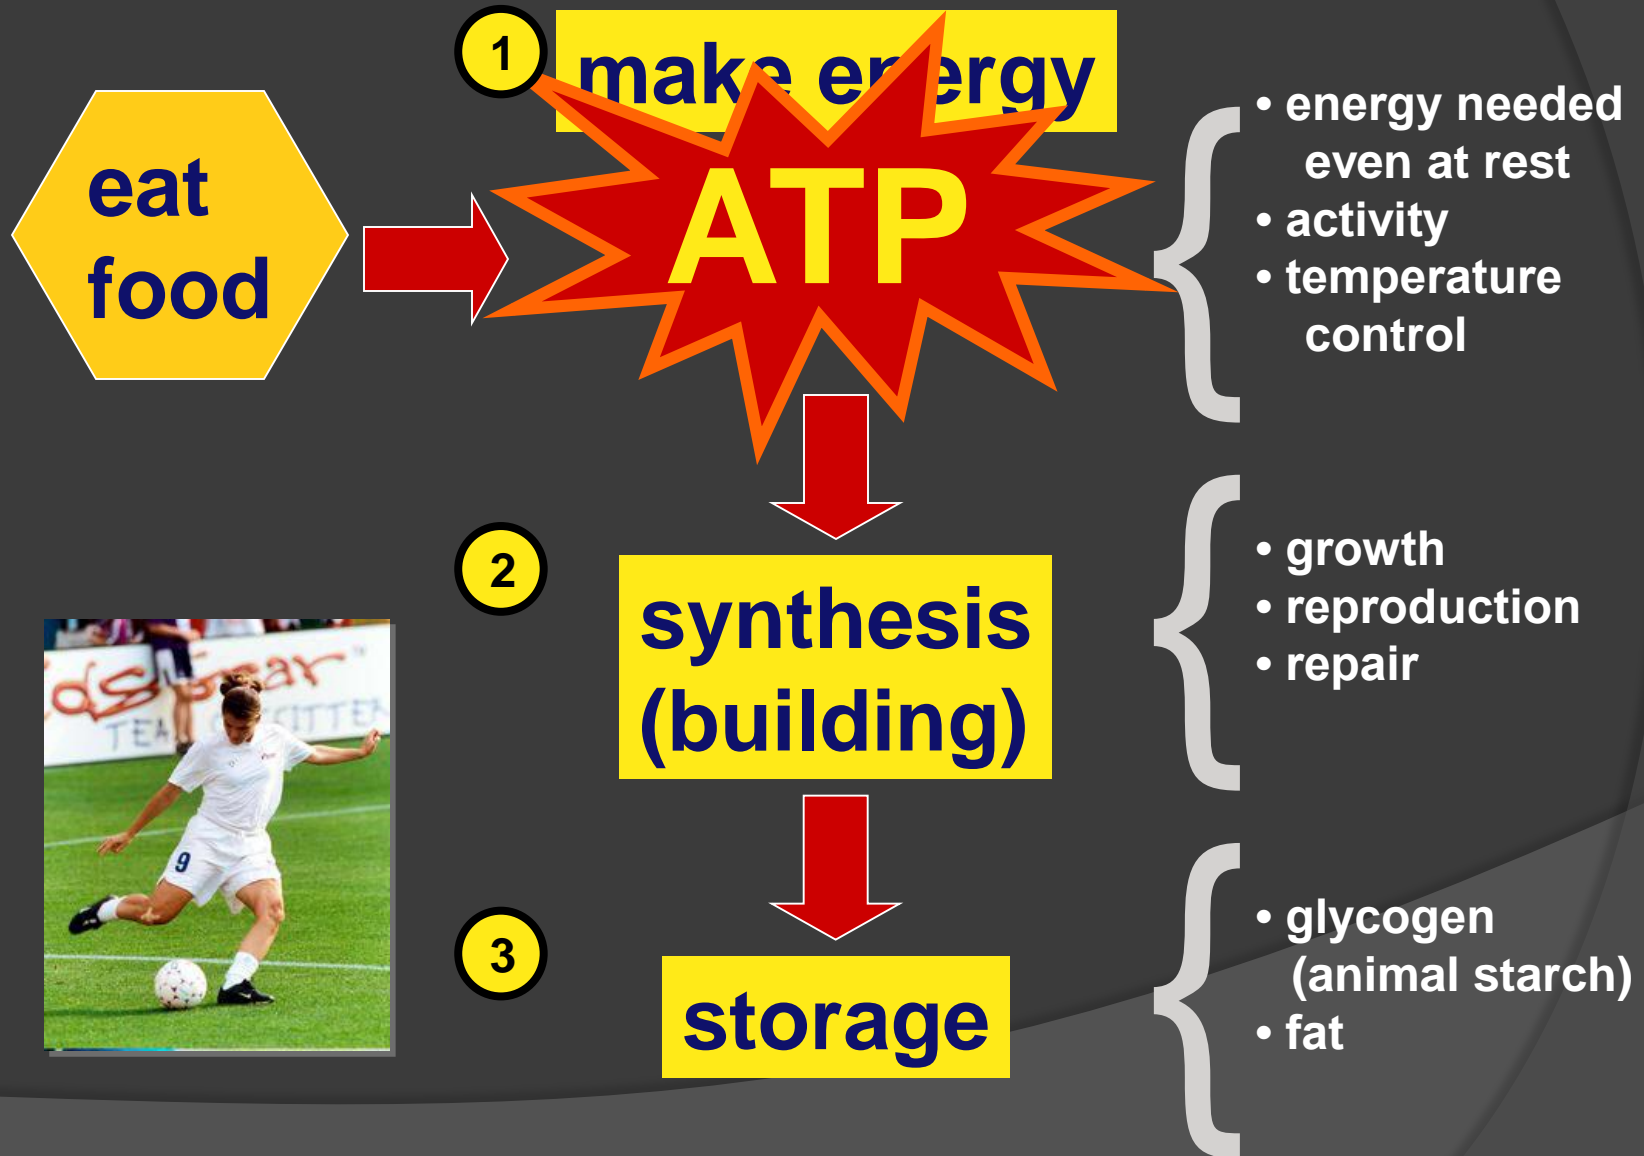 1
make energy
ATP
eat
food
• energy needed
even at rest
• activity
• temperature
control
2
synthesis
(building)
• growth
• reproduction
• repair
9
3
storage
• glycogen
(animal starch)
• fat